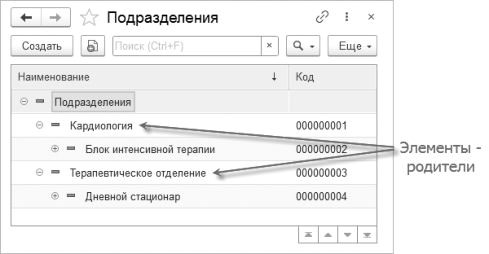 Подразделения
Создать
Поиск (Ctrl+F)
Еще
Наименование
Код
Подразделения
Кардиология 000000001
Блок интенсивной терапии 000000002
Терапевтическое отделение 000000003
Дневной стационар 000000004
Элементы -
родители